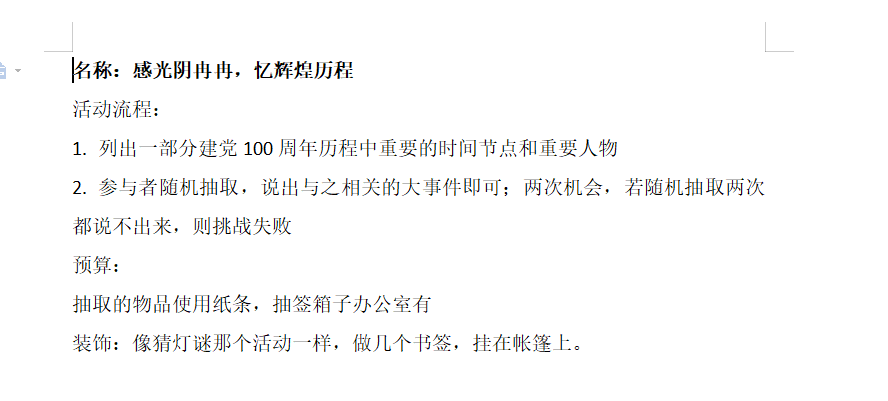 名称：感光阴冉冉，忆辉煌历程
活动流程：
1. 列出一部分建党 100 周年历程中重要的时间节点和重要人物
2. 参与者随机抽取，说出与之相关的大事件即可；两次机会，若随机抽取两次
都说不出来，则挑战失败
预算：
抽取的物品使用纸条，抽签箱子办公室有
装饰：像猜灯谜那个活动一样，做几个书签，挂在帐篷上。